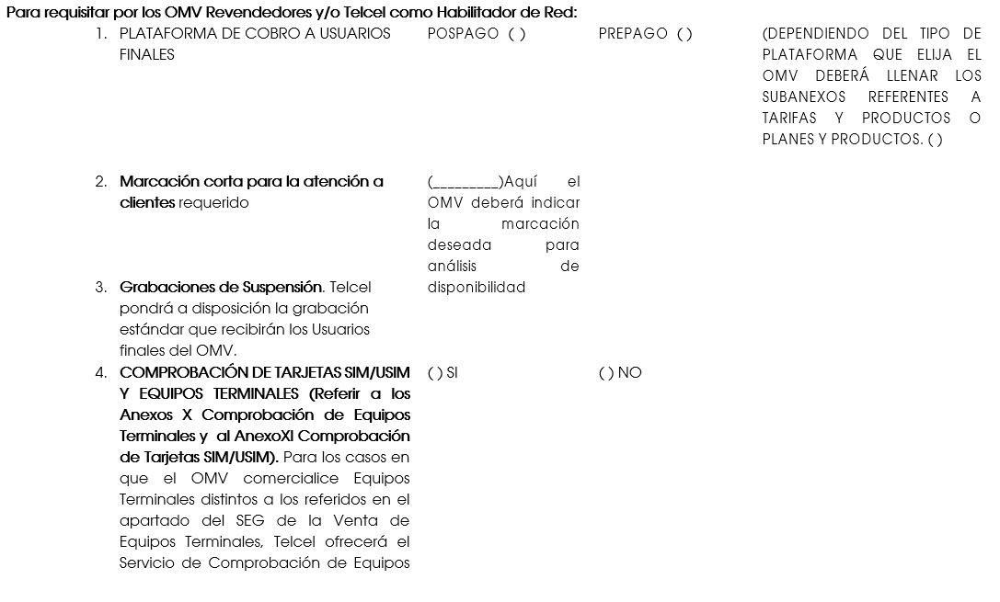 Para requisitar por los OMV Revendedores y/o Telcel como Habilitador de Red:
1. PLATAFORMA DE COBRO A USUARIOS
FINALES
POSPAGO ( )
PREPAGO ( )
(DEPENDIENDO DEL TIPO DE
PLATAFORMA QUE ELIJA EL
OMV DEBERÁ LLENAR LOS
SUBANEXOS REFERENTES A
TARIFAS Y PRODUCTOS O
PLANES Y PRODUCTOS. ( )
2. Marcación corta para la atención a
clientes requerido
(_________)Aquí el
OMV deberá indicar
la marcación
deseada para
análisis de
disponibilidad
3. Grabaciones de Suspensión. Telcel
pondrá a disposición la grabación
estándar que recibirán los Usuarios
finales del OMV.
4. COMPROBACIÓN DE TARJETAS SIM/USIM
Y EQUIPOS TERMINALES (Referir a los
Anexos X Comprobación de Equipos
Terminales y al AnexoXI Comprobación
de Tarjetas SIM/USIM). Para los casos en
que el OMV comercialice Equipos
Terminales distintos a los referidos en el
apartado del SEG de la Venta de
Equipos Terminales, Telcel ofrecerá el
Servicio de Comprobación de Equipos
( ) SI
( ) NO